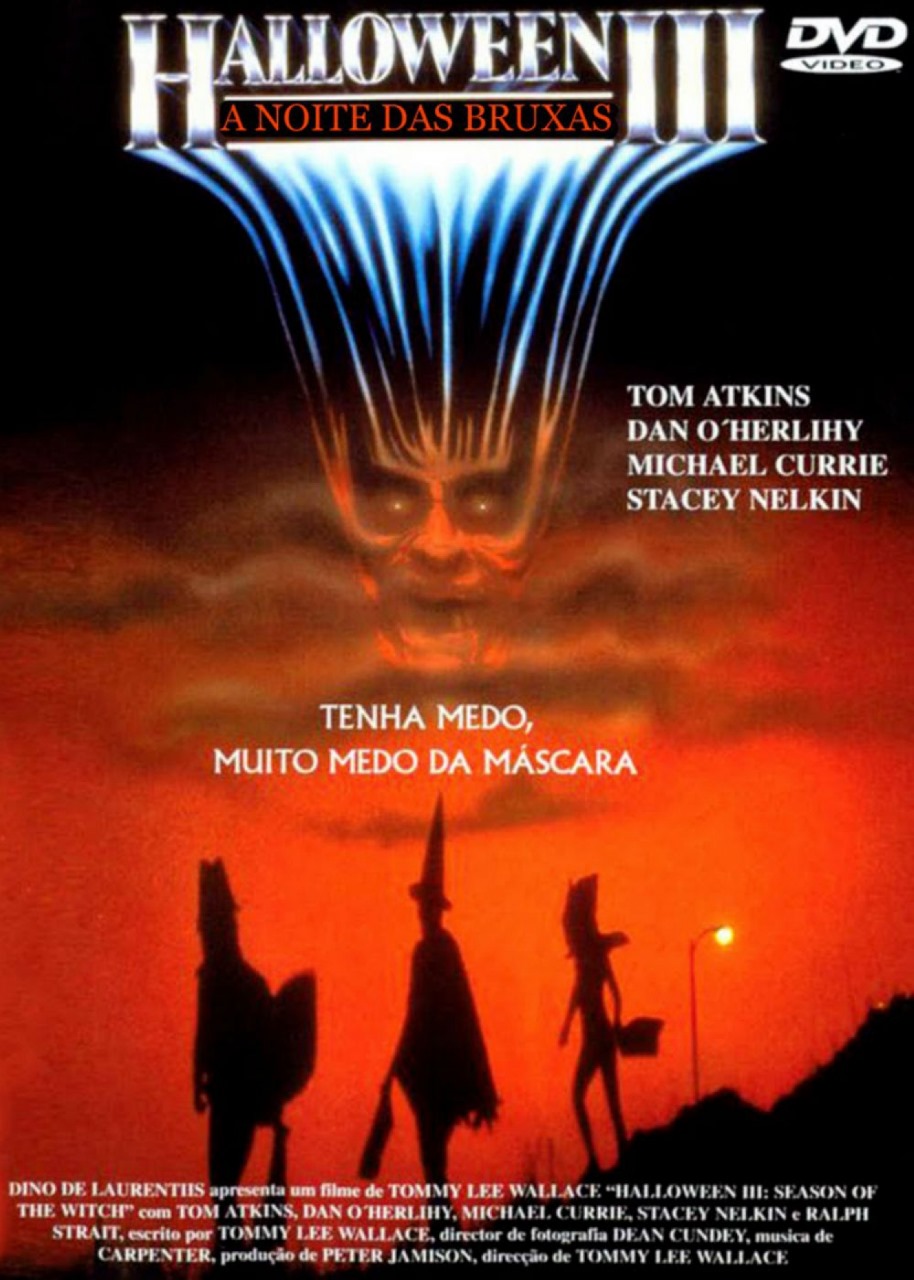 HALLOWEEN III
A NOITE DAS BRUXAS
DVD
VIDEO
TOM ATKINS
DAN O´HERLIHY
MICHAEL CURRIE
STACEY NELKIN
TENHA MEDO,
MUITO MEDO DA MÁSCARA
DINO DE LAURENTIIS apresenta um filme de TOMMY LEE WALLACE “HALLOWEEN III: SEASON OF
THE WITCH” com TOM ATKINS, DAN O´HERLIHY, MICHAEL CURRIE, STACEY NELKIN e RALPH
STRAIT, escrito por TOMMY LEE WALLACE, director de fotografia DEAN CUNDEY, musica de
CARPENTER, produção de PETER JAMISON, direcção de TOMMY LEE WALLACE